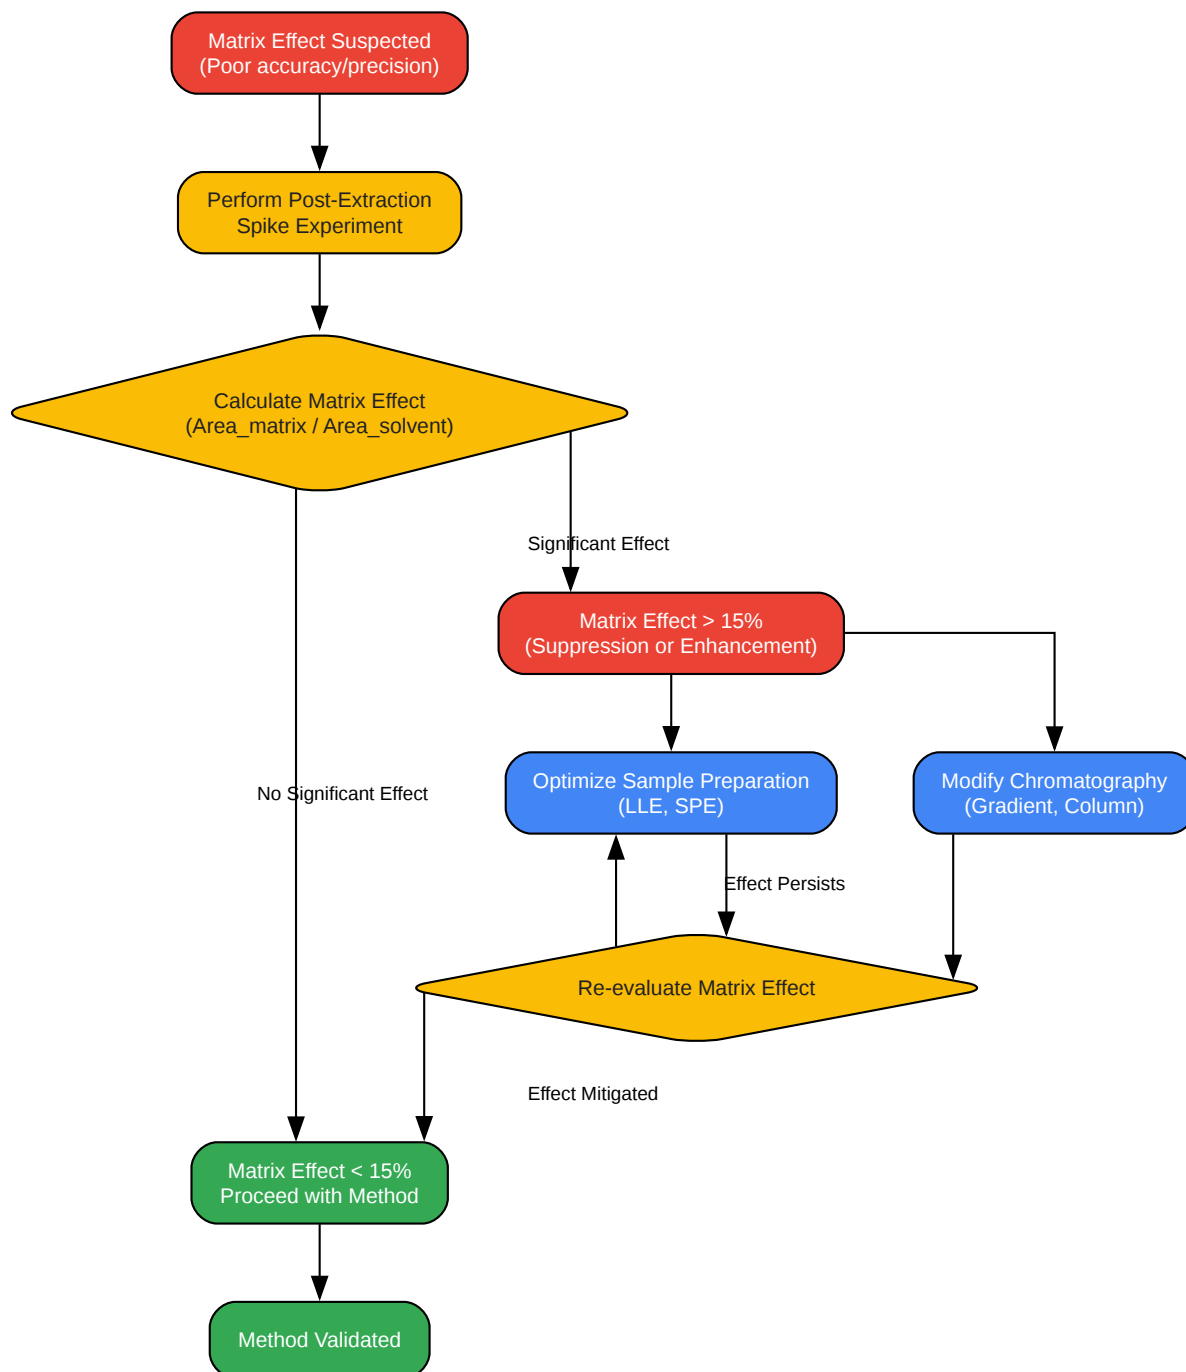 Matrix Effect Suspected
(Poor accuracy/precision)
Perform Post-Extraction
Spike Experiment
Calculate Matrix Effect
(Area_matrix / Area_solvent)
Significant Effect
Matrix Effect > 15%
(Suppression or Enhancement)
No Significant Effect
Optimize Sample Preparation
(LLE, SPE)
Modify Chromatography
(Gradient, Column)
Effect Persists
Re-evaluate Matrix Effect
Effect Mitigated
Matrix Effect < 15%
Proceed with Method
Method Validated